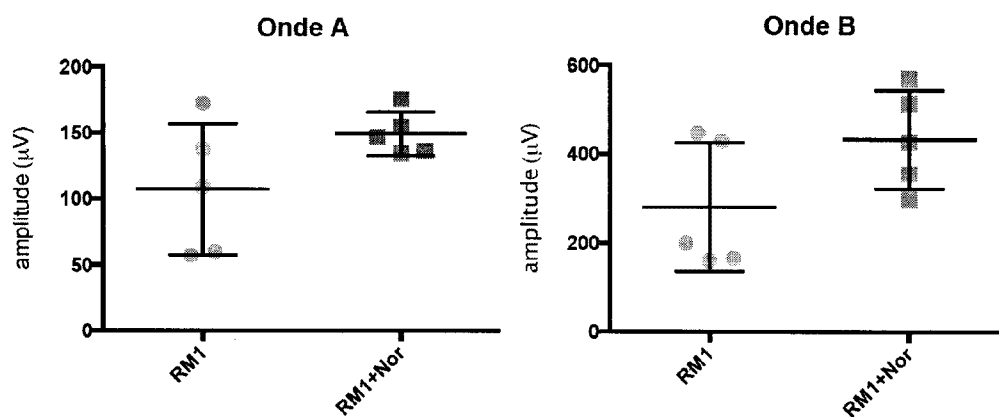 Onde A
amplitude (µV)
200
150
100
50
0
RM1
RM1+Nor
Onde B
amplitude (µV)
600
400
200
0
RM1
RM1+Nor